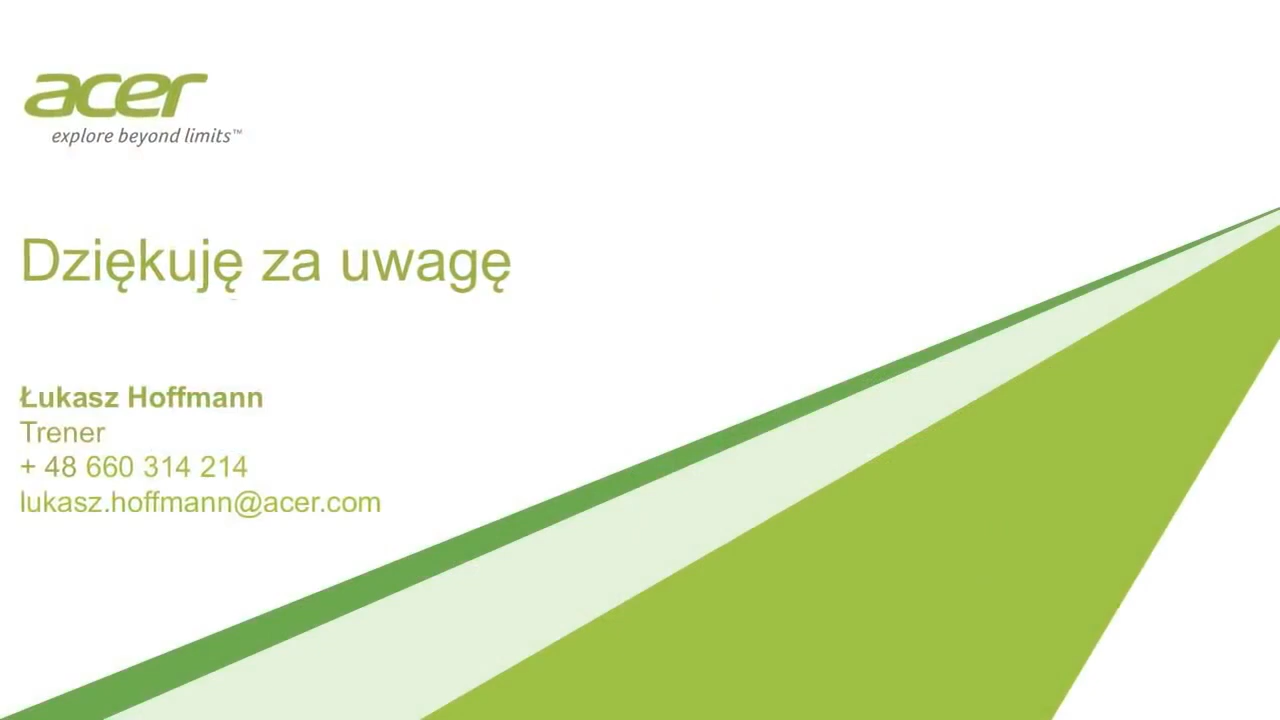 acer
explore beyond limits™
Dziękuję za uwagę
Łukasz Hoffmann
Trener
+ 48 660 314 214
lukasz.hoffmann@acer.com